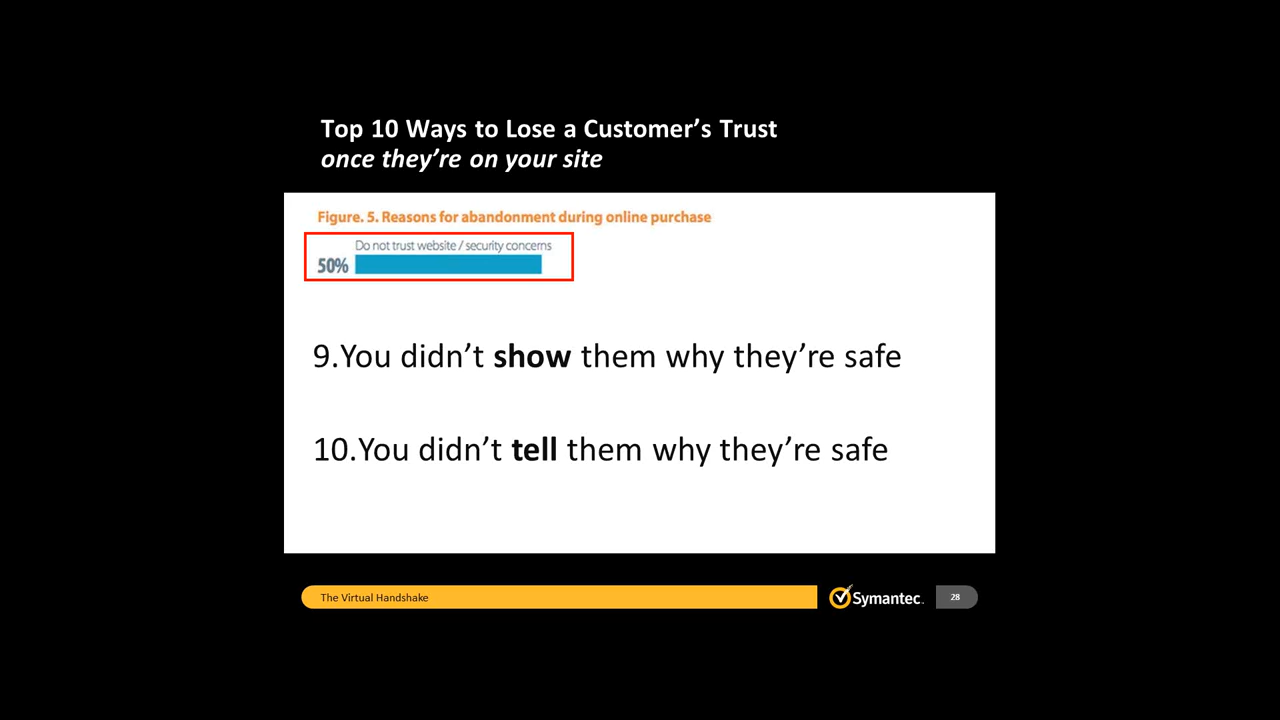 Top 10 Ways to Lose a Customer’s Trust
once they’re on your site
Figure. 5. Reasons for abandonment during online purchase
Do not trust website / security concerns
50%
9.You didn’t show them why they’re safe
10.You didn’t tell them why they’re safe
The Virtual Handshake
Symantec.
28